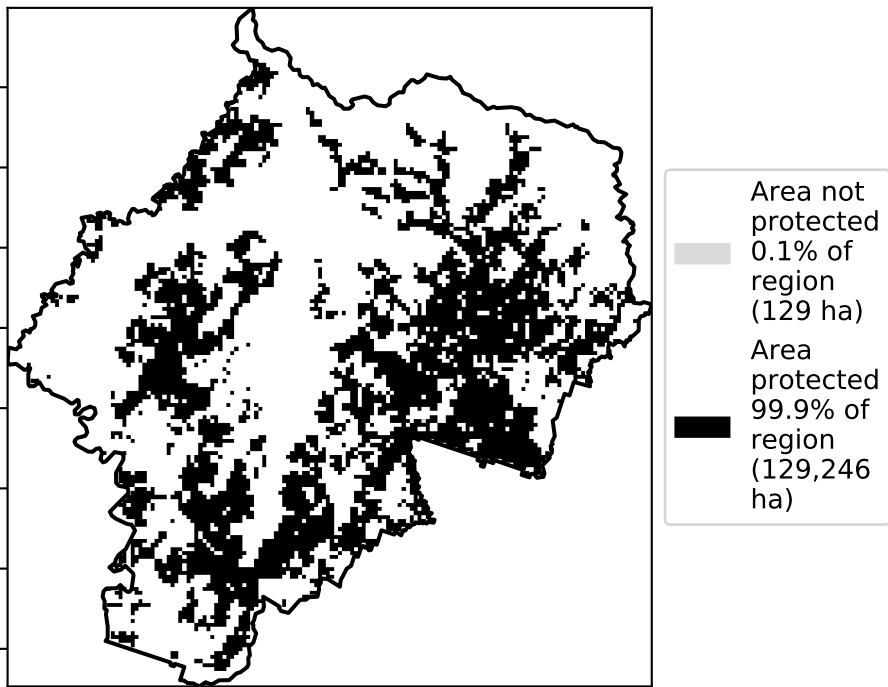 Area not
protected
0.1% of
region
(129 ha)
Area
protected
99.9% of
region
(129,246
ha)